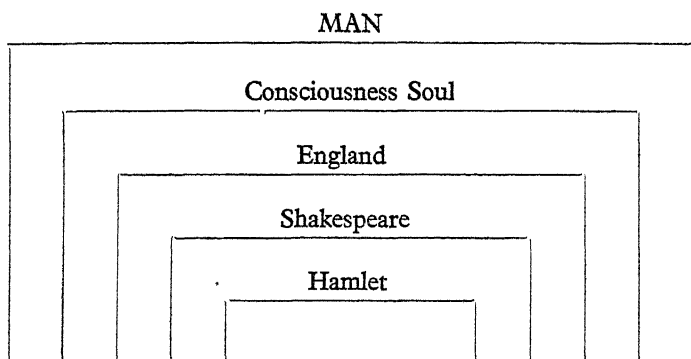 MAN
Consciousness Soul
England
Shakespeare
Hamlet